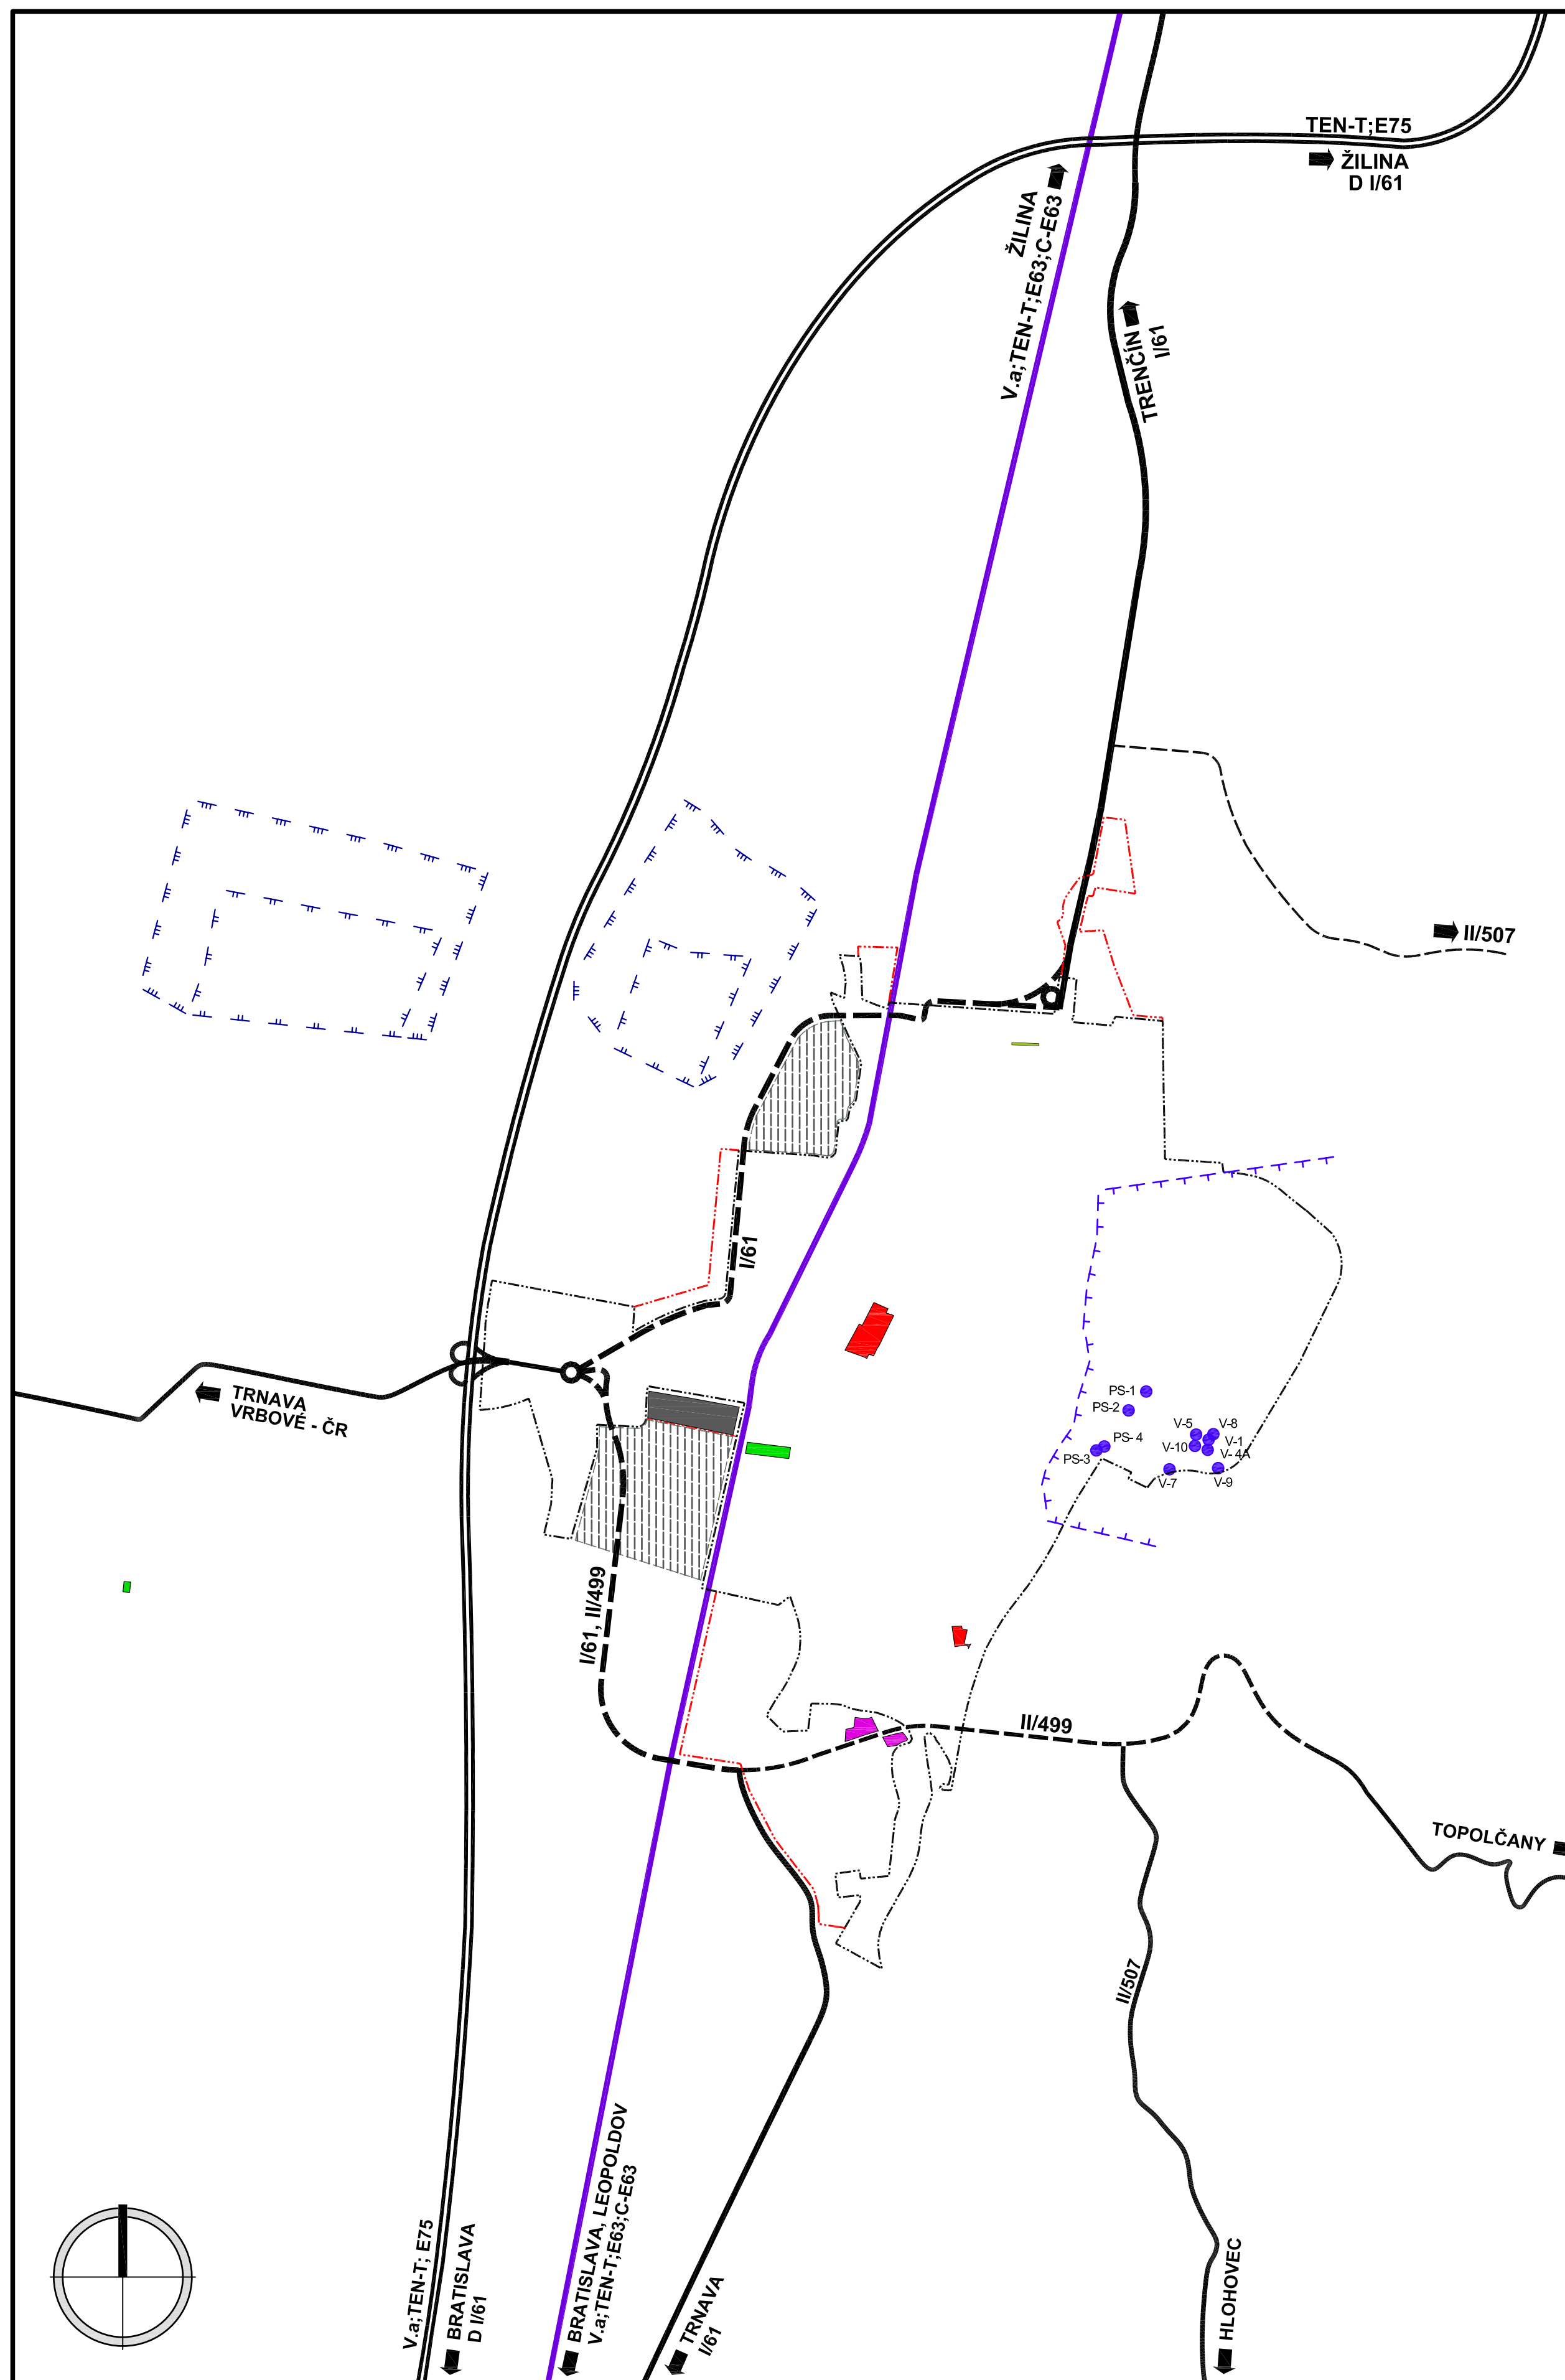 TEN-T;E75
ŽILINA
D I/61
ŽILINA
V.a;TEN-T;E63;C-E63
TRENČÍN
I/61
II/507
I/61
TRNAVA
VRBOVÉ - ČR
PS-1
PS-2
PS- 4
PS-3
V-5
V-8
V-1
V-10
V- 4A
V-7
V-9
I/61, II/499
II/499
TOPOLČANY
II/507
V.a;TEN-T; E75
BRATISLAVA
D I/61
BRATISLAVA, LEOPOLDOV
V.a;TEN-T;E63;C-E63
TRNAVA
I/61
HLOHOVEC